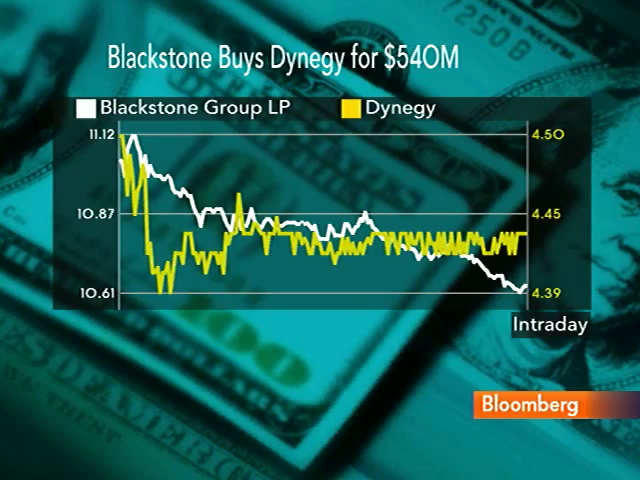 Blackstone Buys Dynegy for $540M
Blackstone Group LP Dynegy
11.12 4.50
10.87 4.45
10.61 4.39
Intraday
Bloomberg